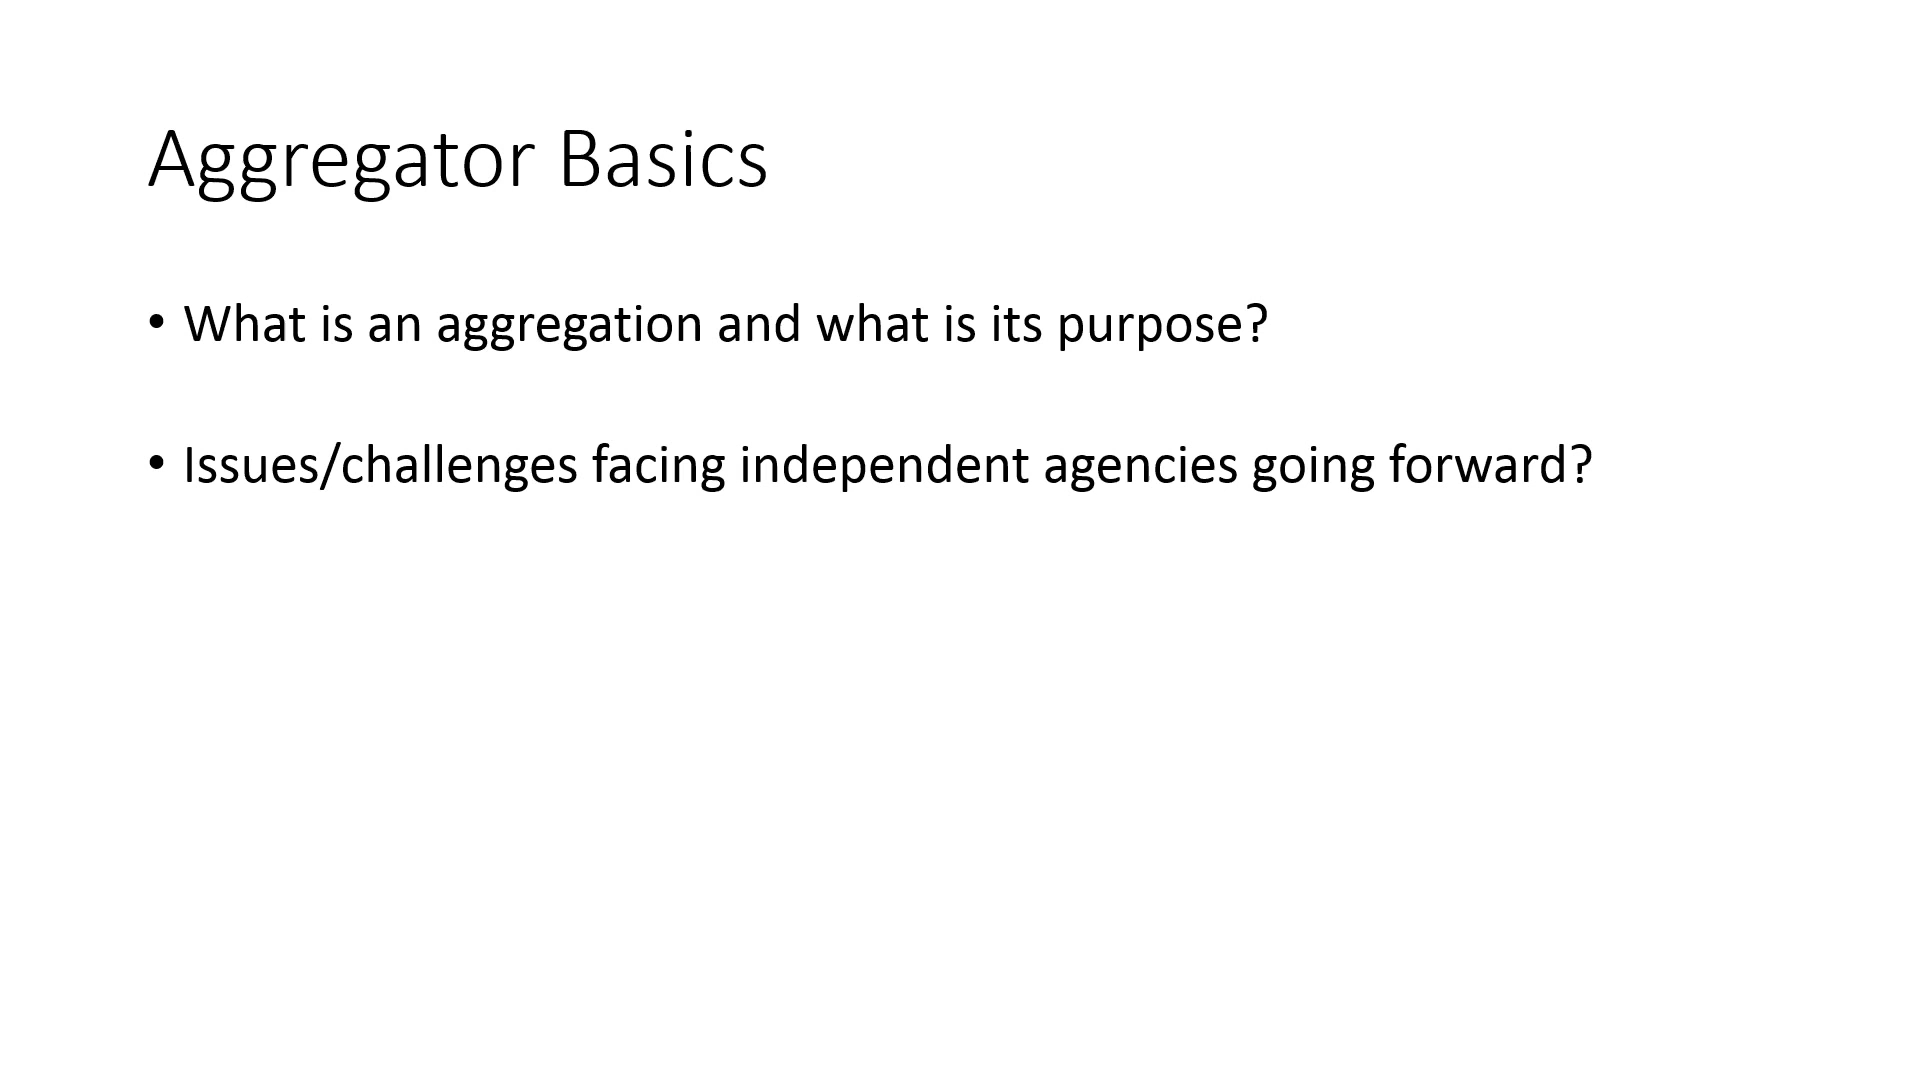 Aggregator Basics
• What is an aggregation and what is its purpose?
• Issues/challenges facing independent agencies going forward?